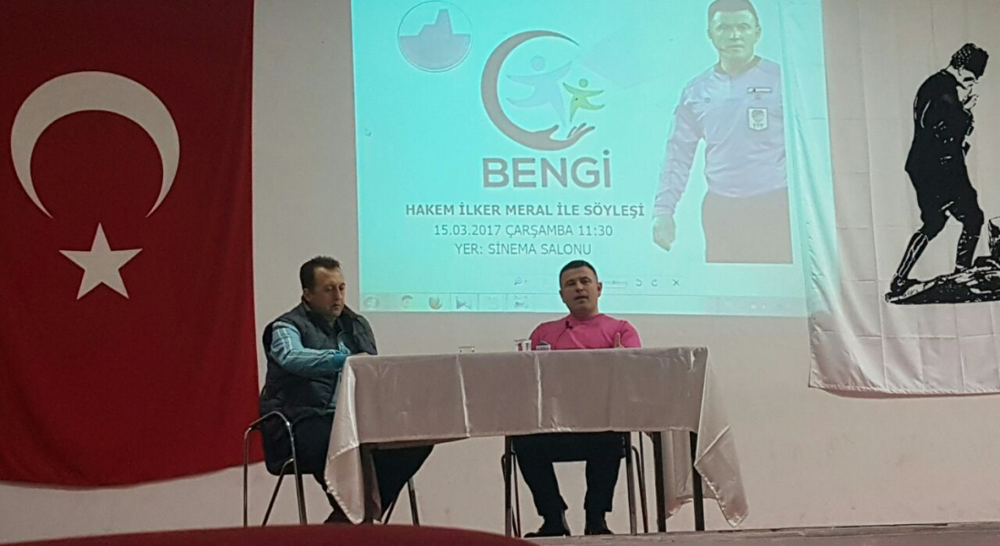 BENGİ
HAKEM İLKER MERAL İLE SÖYLEŞİ
15.03.2017 ÇARŞAMBA 11:30
YER: SİNEMA SALONU